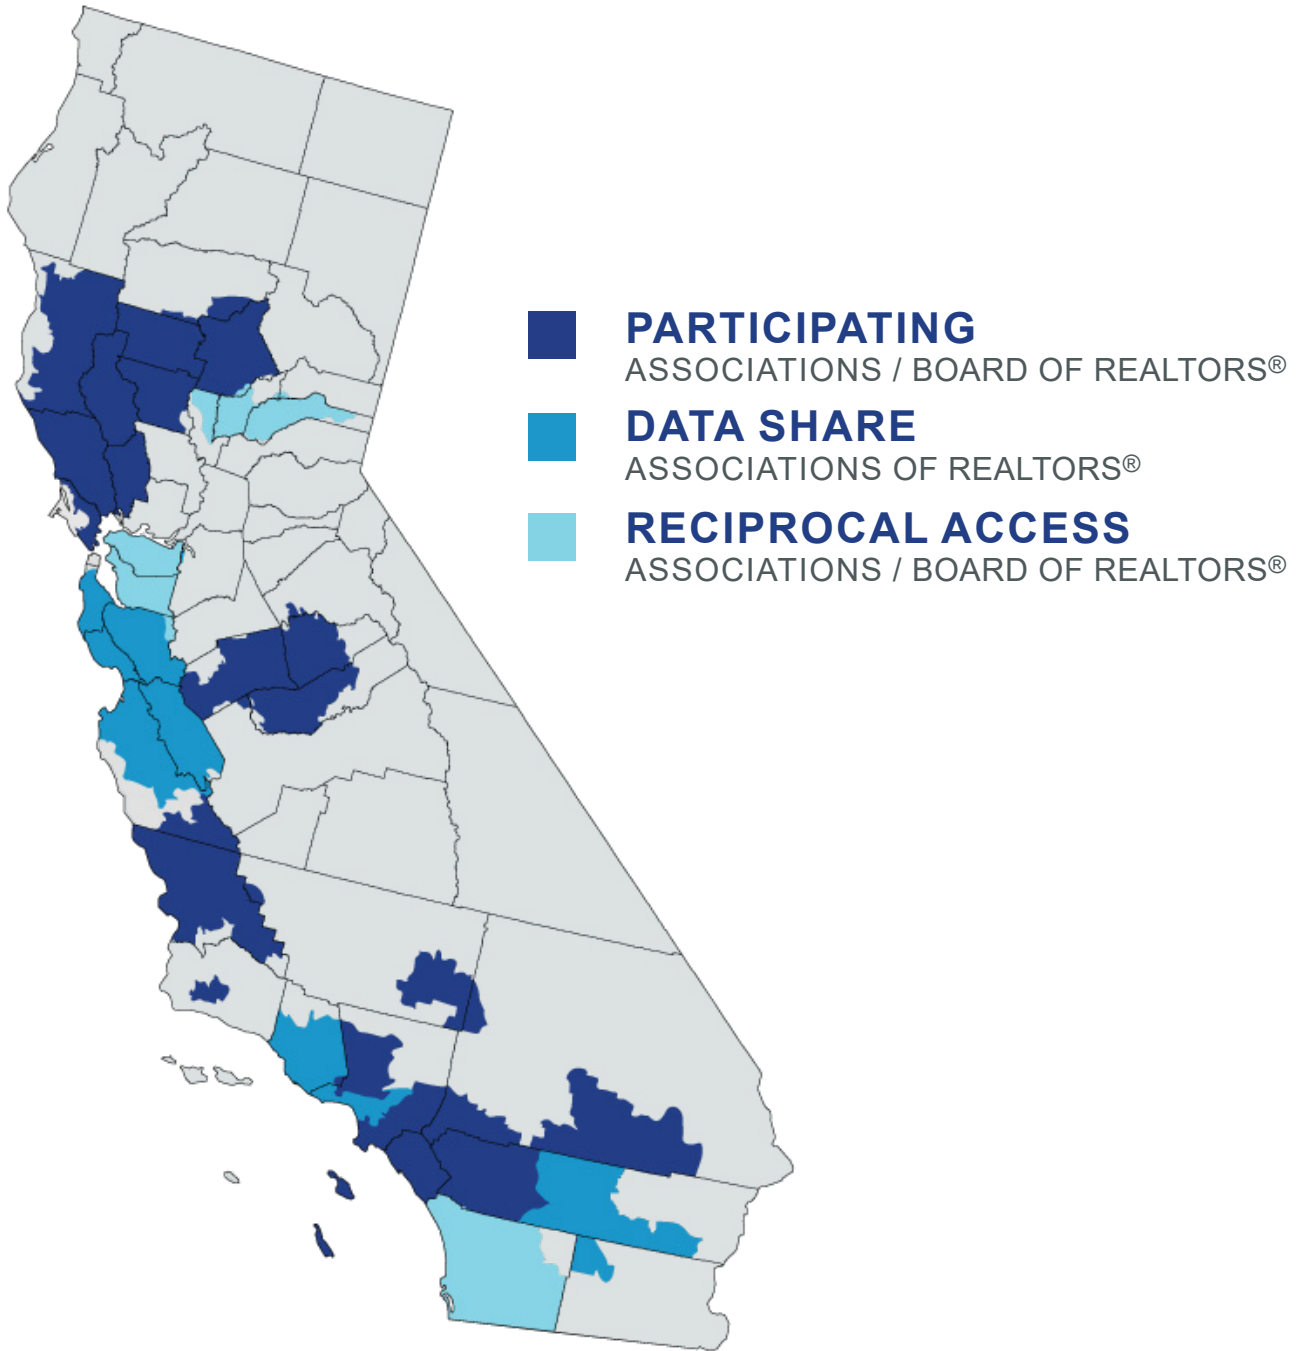 PARTICIPATING
ASSOCIATIONS / BOARD OF REALTORS®
DATA SHARE
ASSOCIATIONS OF REALTORS®
RECIPROCAL ACCESS
ASSOCIATIONS / BOARD OF REALTORS®